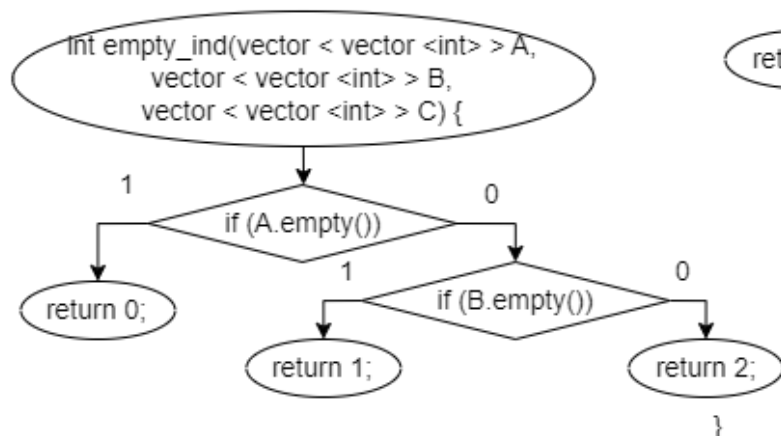 int empty_ind(vector < vector <int> > A,
vector < vector <int> > B,
vector < vector <int> > C) {
1
0
if (A.empty())
return 0;
1
0
if (B.empty())
return 1;
return 2;
}